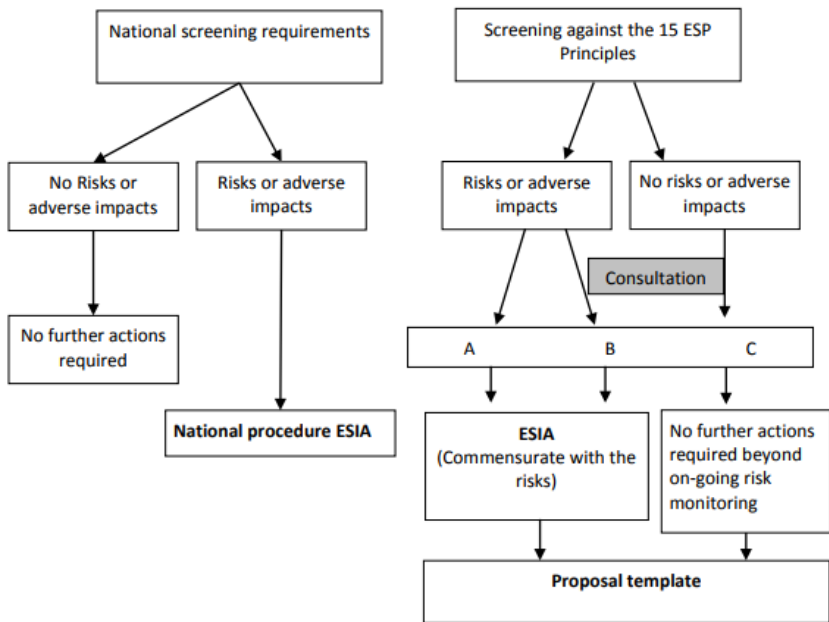 National screening requirements
Screening against the 15 ESP
Principles
No Risks or
adverse impacts
Risks or adverse
impacts
Risks or adverse
impacts
No risks or adverse
impacts
Consultation
No further actions
required
A B C
National procedure ESIA
ESIA
(Commensurate with the
risks)
No further actions
required beyond
on-going risk
monitoring
Proposal template